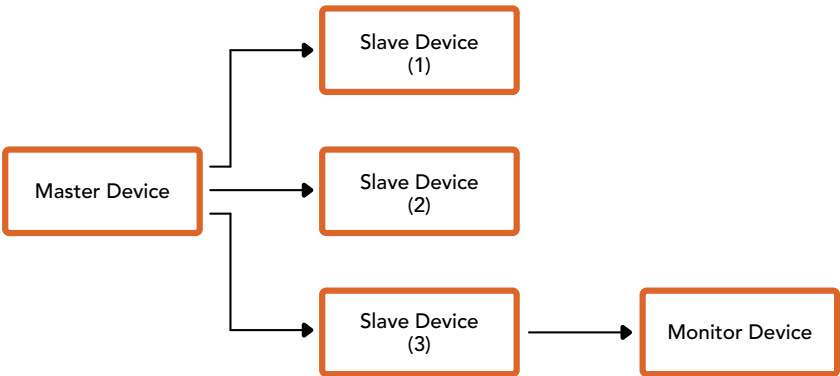 Slave Device
(1)
Master Device
Slave Device
(2)
Slave Device
(3)
Monitor Device